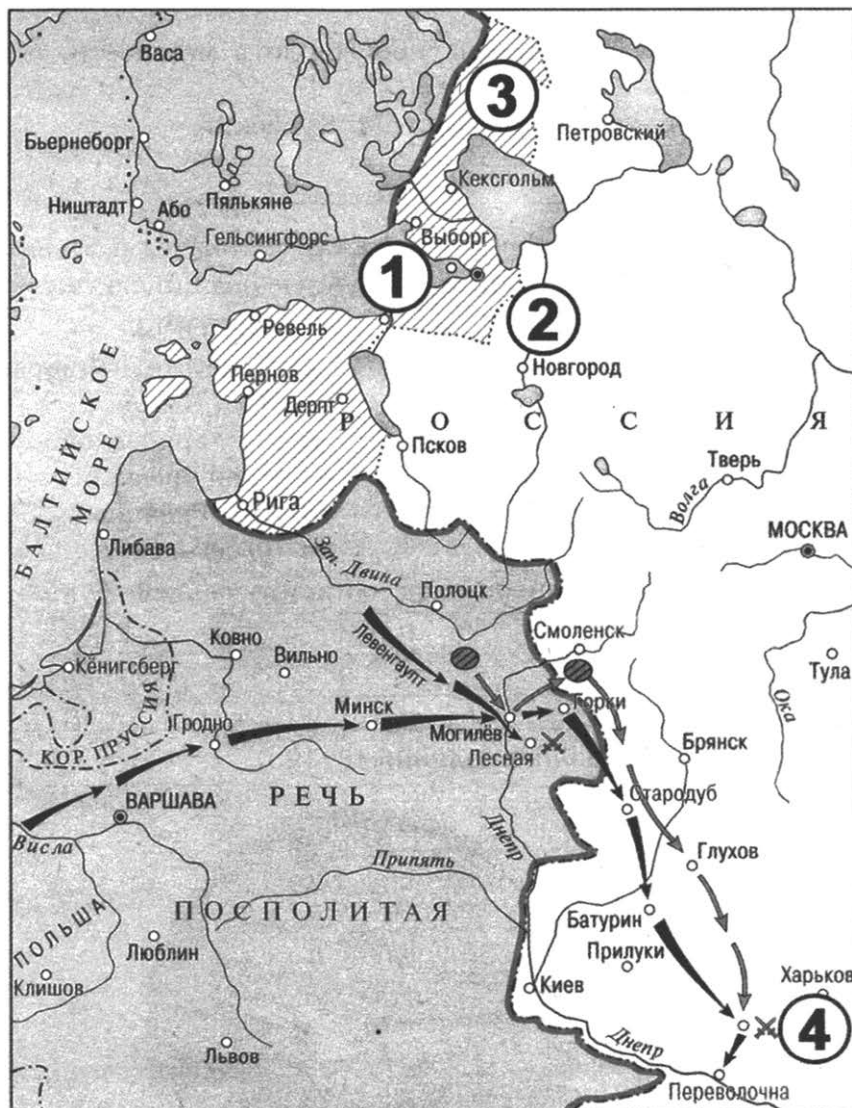 Васа
3
Петровский
Бьернеборг
Кексгольм
Пялькяне
Ништадт
Або
Выборг
Гельсингфорс
1
2
Ревель
Новгород
Пернов
Дерпт
РОССИЯ
Псков
Тверь
БАЛТИЙСКОЕ
МОРЕ
Рига
Волга
МОСКВА
Либава
Зап. Двина
Полоцк
Смоленск
Ковно
Левенгаупт
Вильно
Тула
Кёнигсберг
Ока
КОР. ПРУССИЯ
Гродно
Минск
Могилёв
Горки
Лесная
Брянск
РЕЧЬ
ВАРШАВА
Стародуб
Висла
Днепр
Глухов
Припять
ПОСПОЛИТАЯ
ПОЛЬША
Батурин
Люблин
Прилуки
Клишов
Киев
Харьков
4
Львов
Днепр
Переволочна